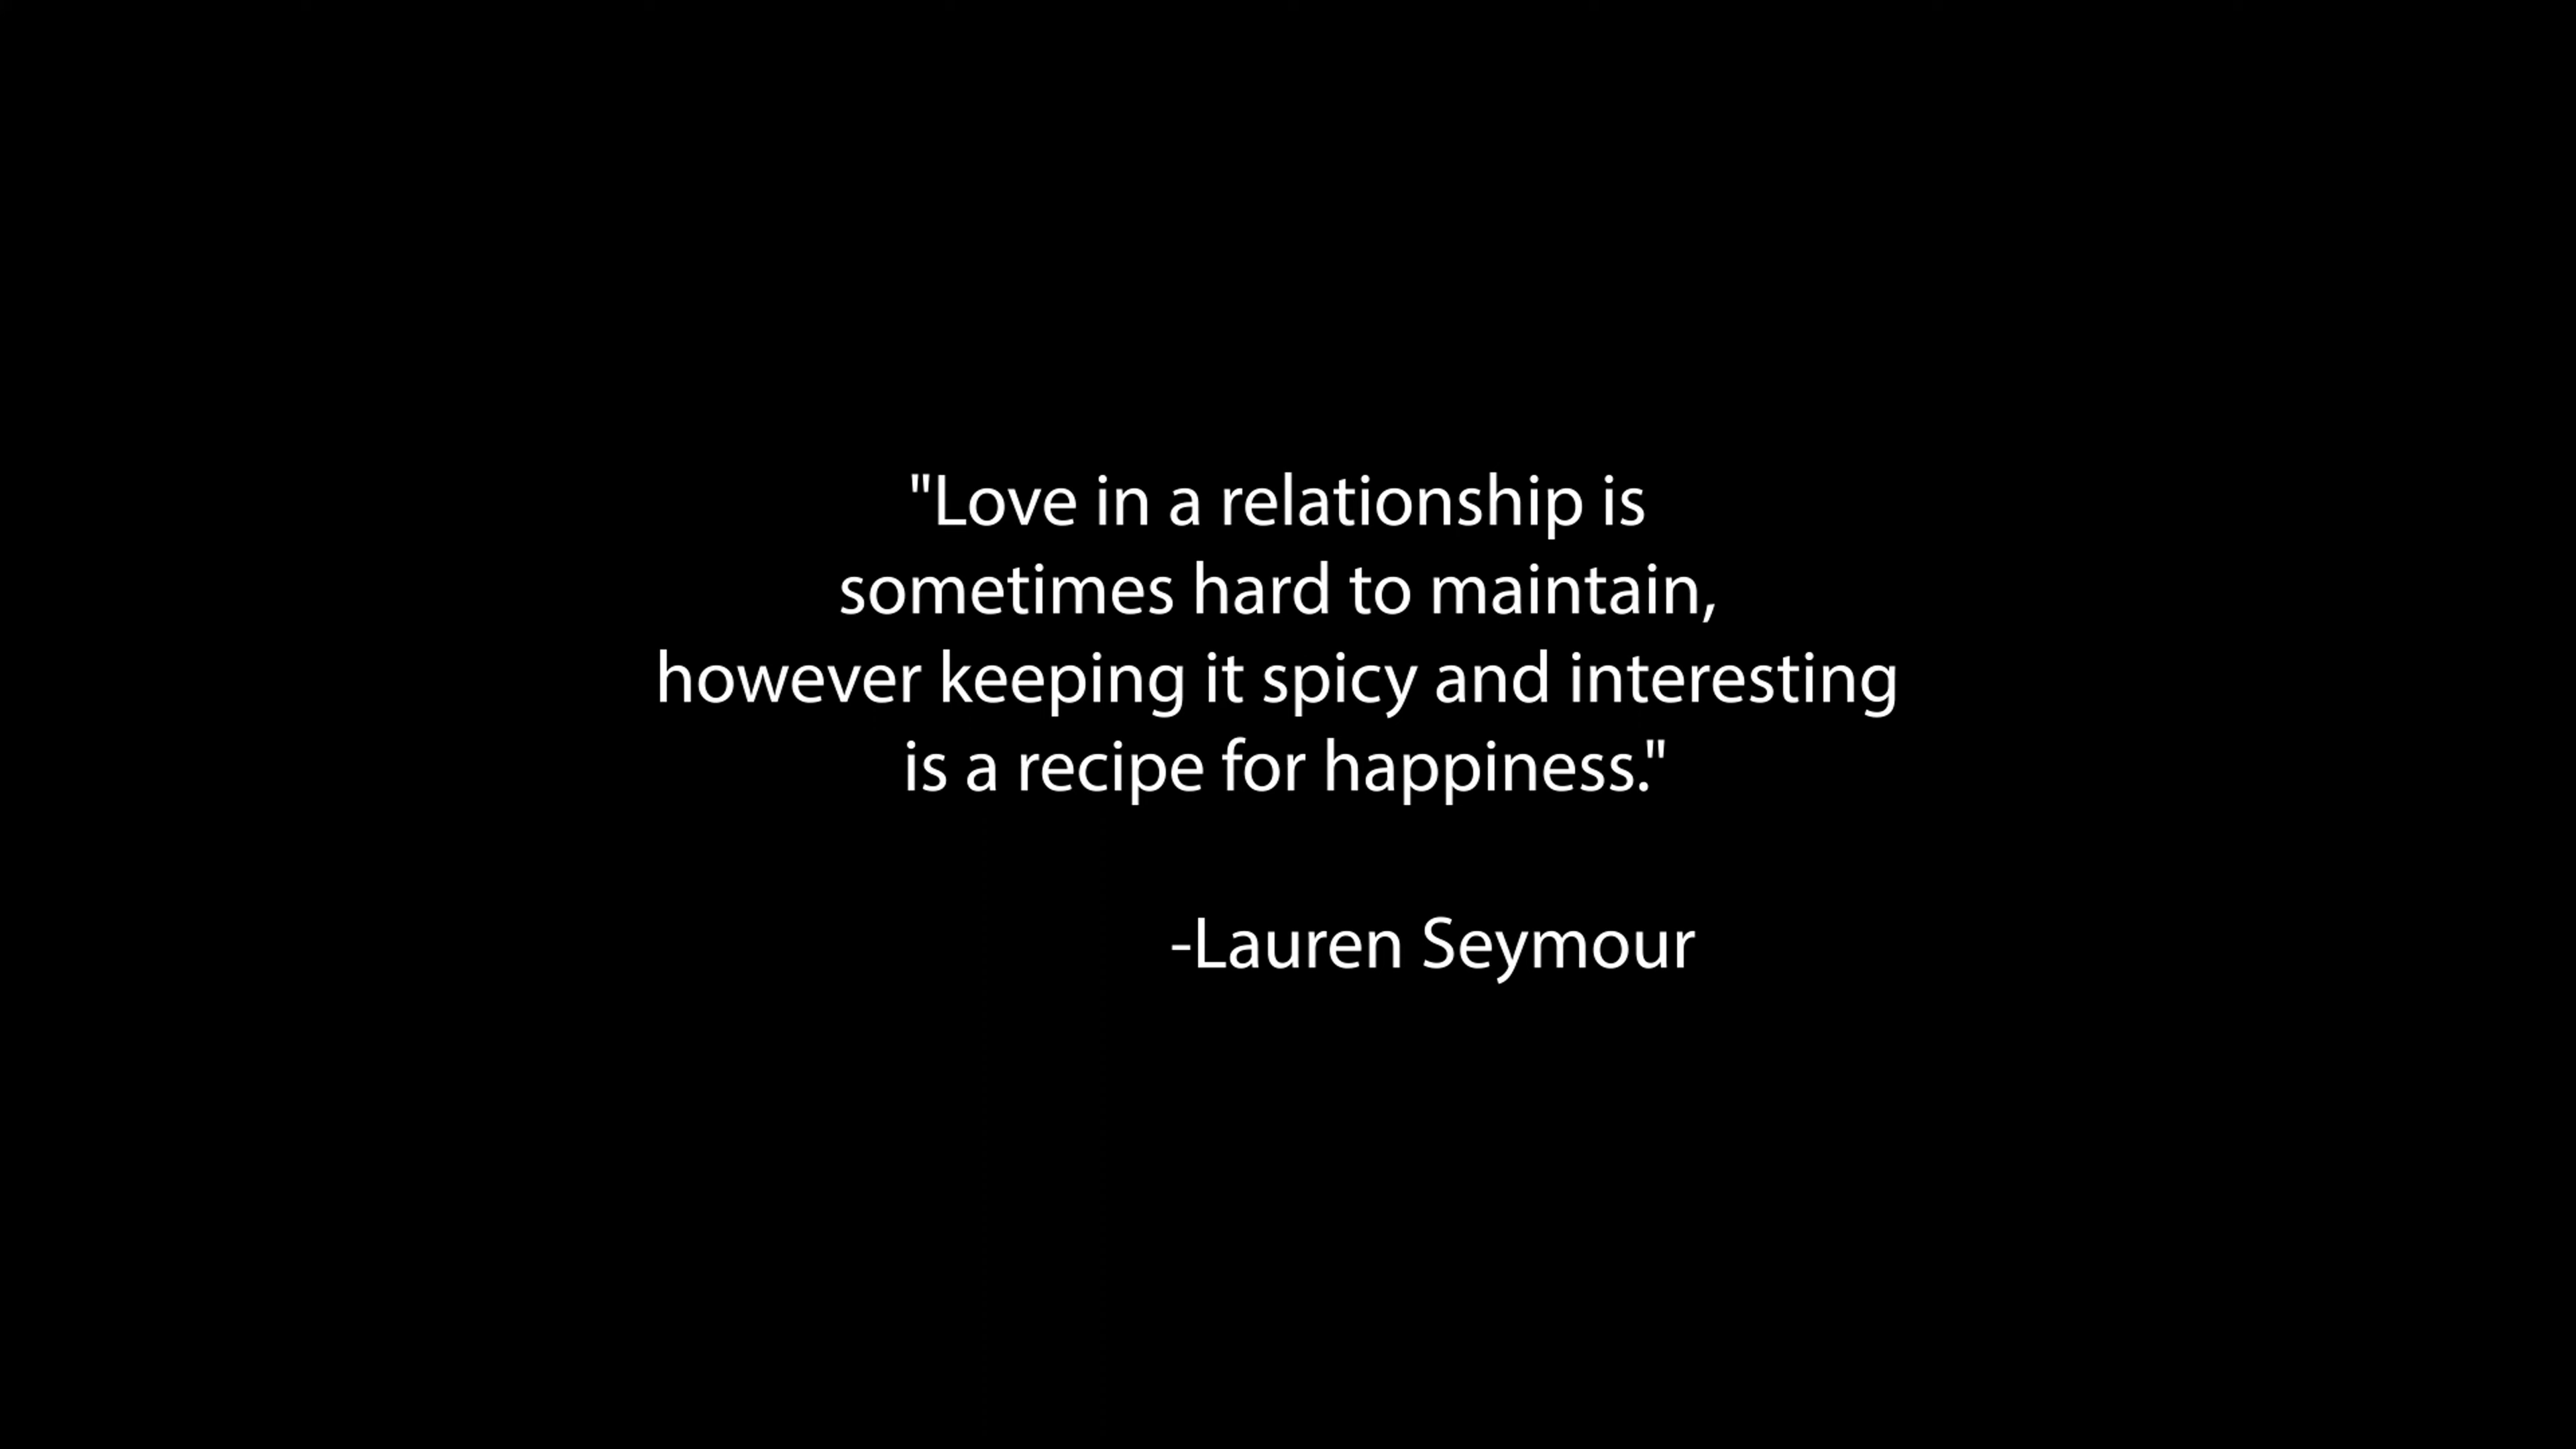 "Love in a relationship is
sometimes hard to maintain,
however keeping it spicy and interesting
is a recipe for happiness."
-Lauren Seymour